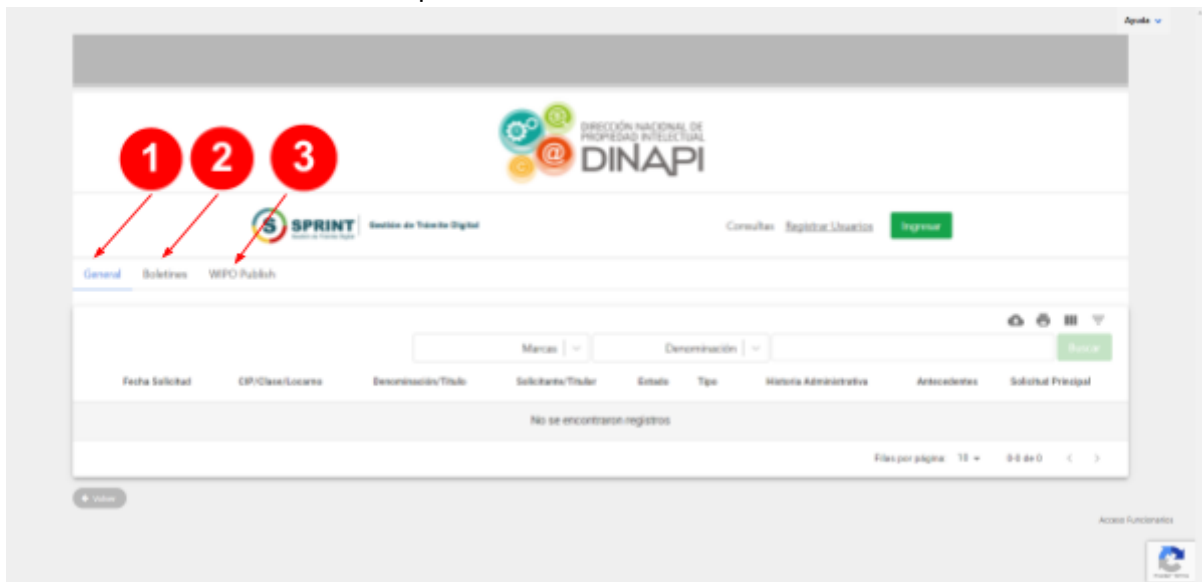 Ayuda
1 2 3
DIRECCIÓN NACIONAL DE
PROPIEDAD INTELECTUAL
DINAPI
S SPRINT Gestión de Trámite Digital
Consultas Registrar Usuarios Ingresar
General Boletines WIPO Publish
Marcas Denominación Buscar
Fecha Solicitud CIP/Clase/Locarno Denominación/Título Solicitante/Titular Estado Tipo Historia Administrativa Antecedentes Solicitud Principal
No se encontraron registros
Filas por página: 10 0-0 de 0
Volver
Acceso Funcionarios